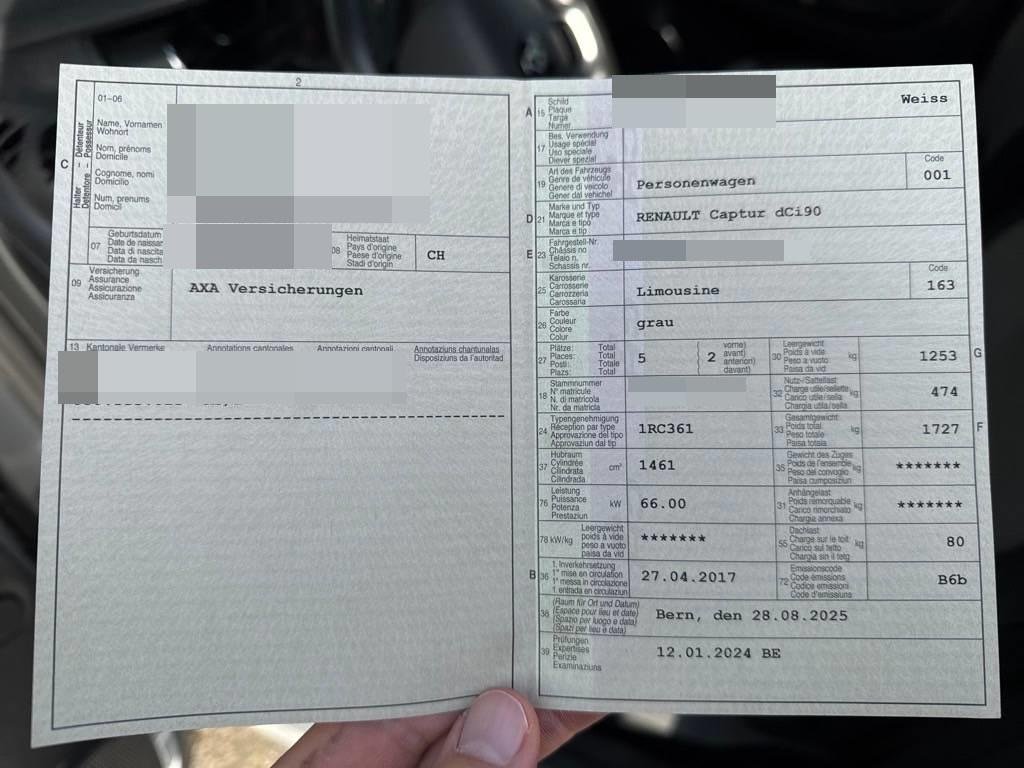 2
01-06
Name, Vornamen
Wohnort
Nom, prénoms
Domicile
Cognome, nomi
Domicilio
Num, prenums
Domicil
C
Halter – Détenteur
Detentore – Possessur
07
Geburtsdatum
Date de naissan
Data di nascita
Data da nasch
08
Heimatstaat
Pays d'origine
Paese d'origine
Stadi d'origin
CH
09
Versicherung
Assurance
Assicurazione
Assicuranza
AXA Versicherungen
13 Kantonale Vermerke
Annotations cantonales
Annotazioni cantonali
Annotaziuns chantunalas
Disposiziuns da l'autoritad
A
15
Schild
Plaque
Targa
Numer
Weiss
17
Bes. Verwendung
Usage spécial
Uso speciale
Diever spezial
19
Art des Fahrzeugs
Genre de véhicule
Genere di veicolo
Gener dal vehichel
Personenwagen
Code
001
D
21
Marke und Typ
Marque et type
Marca e tipo
Marca e tip
RENAULT Captur dCi90
E
23
Fahrgestell-Nr.
Châssis no
Telaio n.
Schassis nr.
25
Karosserie
Carrosserie
Carrozzeria
Carossaria
Limousine
Code
163
26
Farbe
Couleur
Colore
Colur
grau
27
Plätze: Total
Places: Total
Posti: Totale
Plazs: Total
5
( 2
vorne)
avant)
anteriori)
davant)
30
Leergewicht
Poids à vide
Peso a vuoto
Paisa da vid
kg
1253
G
18
Stammnummer
N° matricule
N. di matricola
Nr. da matricla
32
Nutz-/Sattellast
Charge utile/sellette
Carico utile/sella
Chargia utila/sella
kg
474
24
Typengenehmigung
Réception par type
Approvazione del tipo
Approvaziun dal tip
1RC361
33
Gesamtgewicht
Poids total
Peso totale
Paisa totala
kg
1727
F
37
Hubraum
Cylindrée
Cilindrata
Cilindrada
cm³
1461
35
Gewicht des Zuges
Poids de l'ensemble
Peso del convoglio
Paisa cumposiziun
kg
*******
76
Leistung
Puissance
Potenza
Prestaziun
kW
66.00
31
Anhängelast
Poids remorquable
Carico rimorchiato
Chargia annexa
kg
*******
78 kW/kg
Leergewicht
poids à vide
peso a vuoto
paisa da vid
*******
55
Dachlast
Charge sur le toit
Carico sul tetto
Chargia sin il tetg
kg
80
B
36
1. Inverkehrsetzung
1re mise en circulation
1a messa in circolazione
1. entrada en circulaziun
27.04.2017
72
Emissionscode
Code émissions
Codice emissioni
Code d'emissiuns
B6b
38
(Raum für Ort und Datum)
(Espace pour lieu et date)
(Spazio per luogo e data)
(Spazi per lieu e data)
Bern, den 28.08.2025
39
Prüfungen
Expertises
Perizie
Examinaziuns
12.01.2024 BE